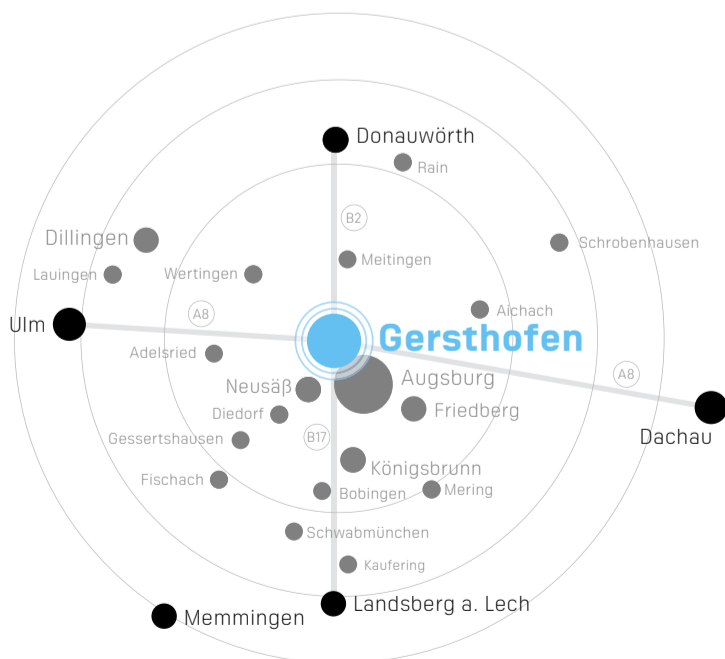 Donauwörth
Rain
B2
Dillingen
Schrobenhausen
Lauingen
Wertingen
Meitingen
Ulm
A8
Aichach
Gersthofen
Adelsried
Neusäß
Augsburg
A8
Diedorf
Friedberg
Dachau
Gessertshausen
B17
Königsbrunn
Fischach
Bobingen
Mering
Schwabmünchen
Kaufering
Landsberg a. Lech
Memmingen